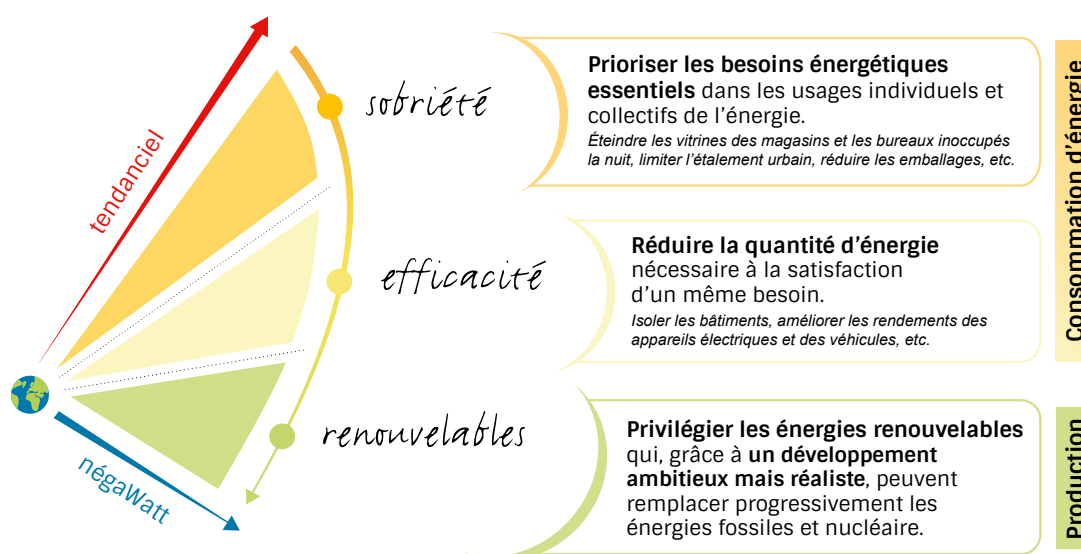 tendanciel
négaWatt
sobriété
Prioriser les besoins énergétiques
essentiels dans les usages individuels et
collectifs de l'énergie.
Éteindre les vitrines des magasins et les bureaux inoccupés
la nuit, limiter l'étalement urbain, réduire les emballages, etc.
efficacité
Réduire la quantité d'énergie
nécessaire à la satisfaction
d'un même besoin.
Isoler les bâtiments, améliorer les rendements des
appareils électriques et des véhicules, etc.
Consommation d'énergie
renouvelables
Privilégier les énergies renouvelables
qui, grâce à un développement
ambitieux mais réaliste, peuvent
remplacer progressivement les
énergies fossiles et nucléaire.
Production